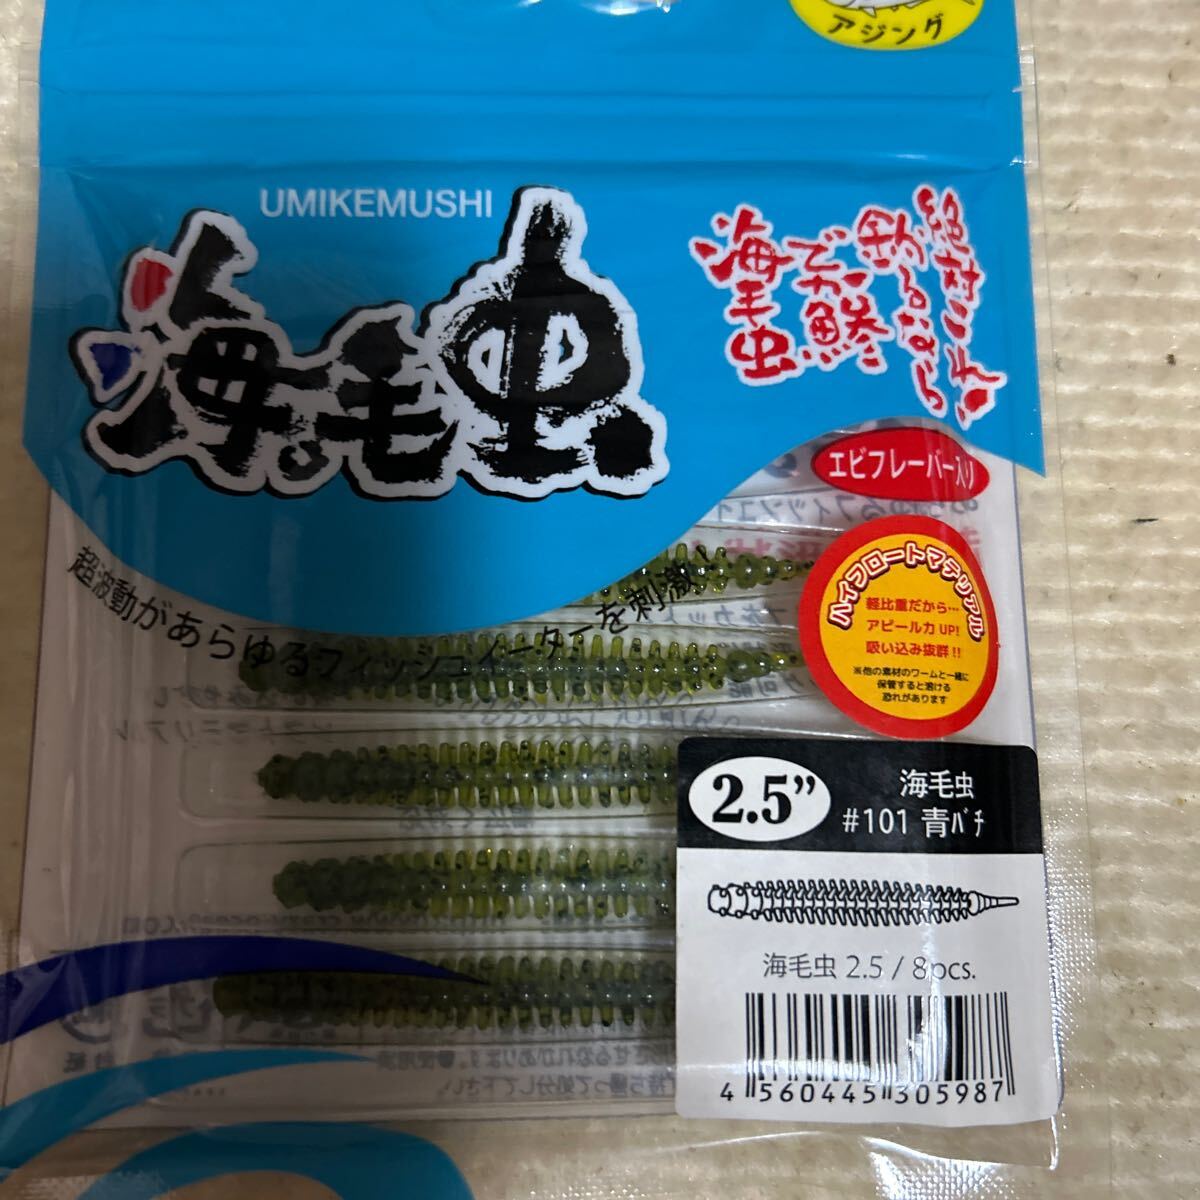 アジング
UMIKEMUSHI
海毛虫
絶対これ!
釣るなら
で鯵
海毛虫
エビフレーバー入り
超波動があらゆるフィッシュイーターを刺激!
ハイフロートマテリアル
軽比重だから…
アピール力 UP!
吸い込み抜群!!
※他の素材のワームと一緒に
保管すると溶ける
恐れがあります
2.5”
海毛虫
#101 青バチ
海毛虫 2.5 / 8pcs.
4 560445 305987